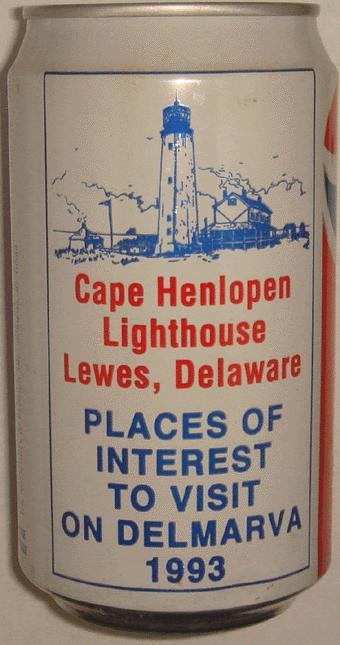 Cape Henlopen
Lighthouse
Lewes, Delaware
PLACES OF
INTEREST
TO VISIT
ON DELMARVA
1993